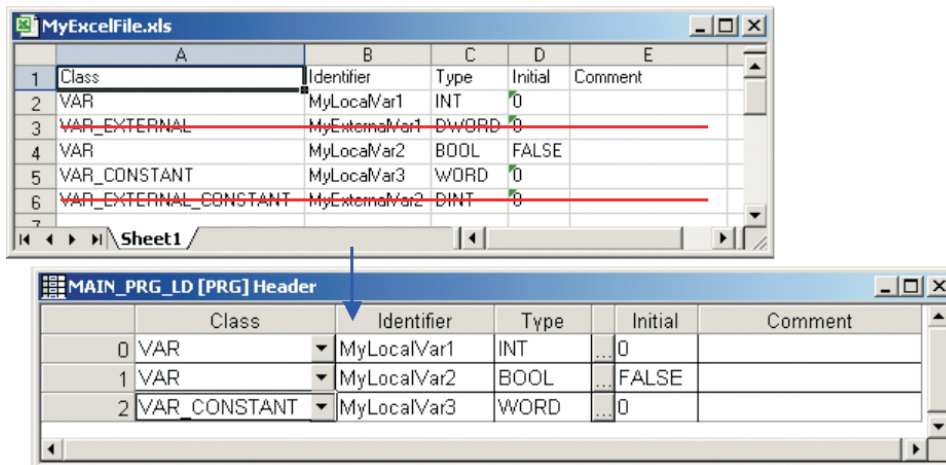 MyExcelFile.xls
A B C D E
1 Class Identifier Type Initial Comment
2 VAR MyLocalVar1 INT 0
3 VAR_EXTERNAL MyExternalVar1 DWORD 0
4 VAR MyLocalVar2 BOOL FALSE
5 VAR_CONSTANT MyLocalVar3 WORD 0
6 VAR_EXTERNAL_CONSTANT MyExternalVar2 DINT 0
7
Sheet1
MAIN_PRG_LD [PRG] Header
Class Identifier Type Initial Comment
0 VAR MyLocalVar1 INT ... 0
1 VAR MyLocalVar2 BOOL ... FALSE
2 VAR_CONSTANT MyLocalVar3 WORD ... 0